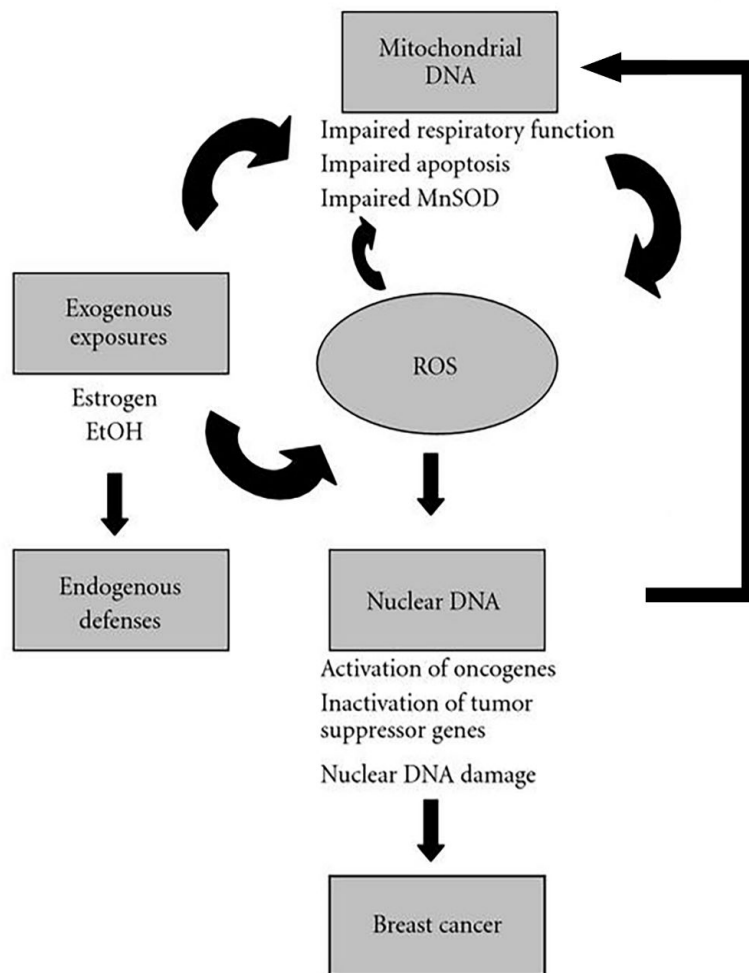 Mitochondrial
DNA
Impaired respiratory function
Impaired apoptosis
Impaired MnSOD
Exogenous
exposures
Estrogen
EtOH
ROS
Endogenous
defenses
Nuclear DNA
Activation of oncogenes
Inactivation of tumor
suppressor genes
Nuclear DNA damage
Breast cancer